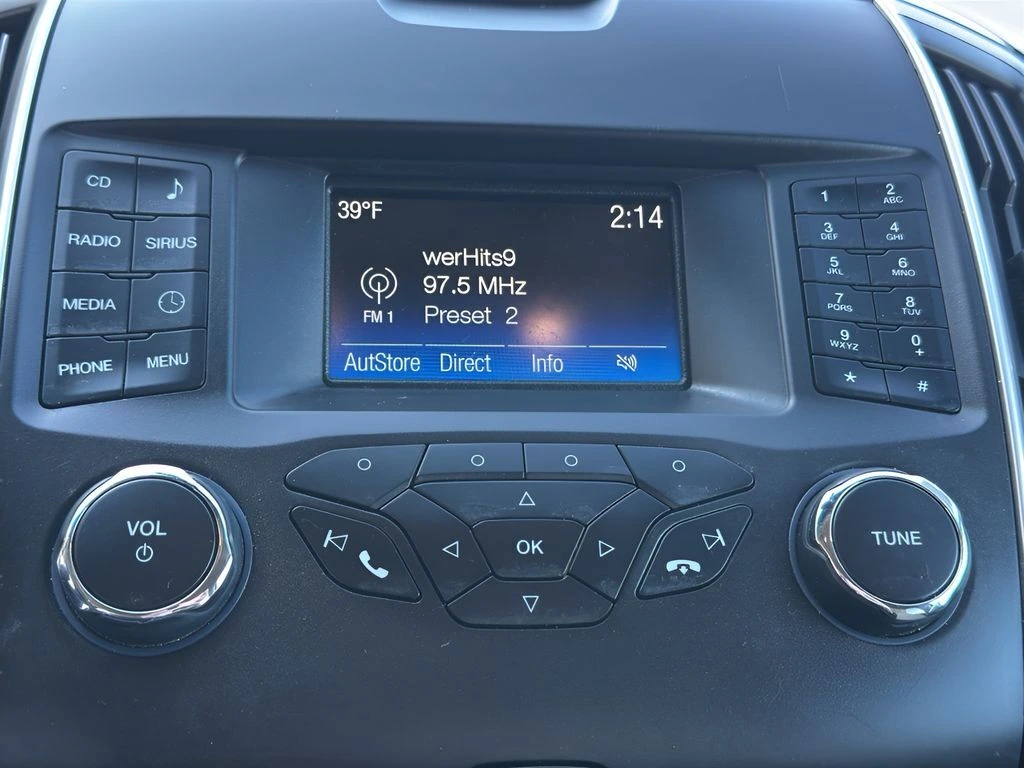 39°F
2:14
werHits9
97.5 MHz
FM 1
Preset 2
AutStore Direct Info
CD
RADIO SIRIUS
MEDIA
PHONE MENU
1 2 ABC
3 DEF 4 GHI
5 JKL 6 MNO
7 PQRS 8 TUV
9 WXYZ 0 +
* #
VOL
OK
TUNE